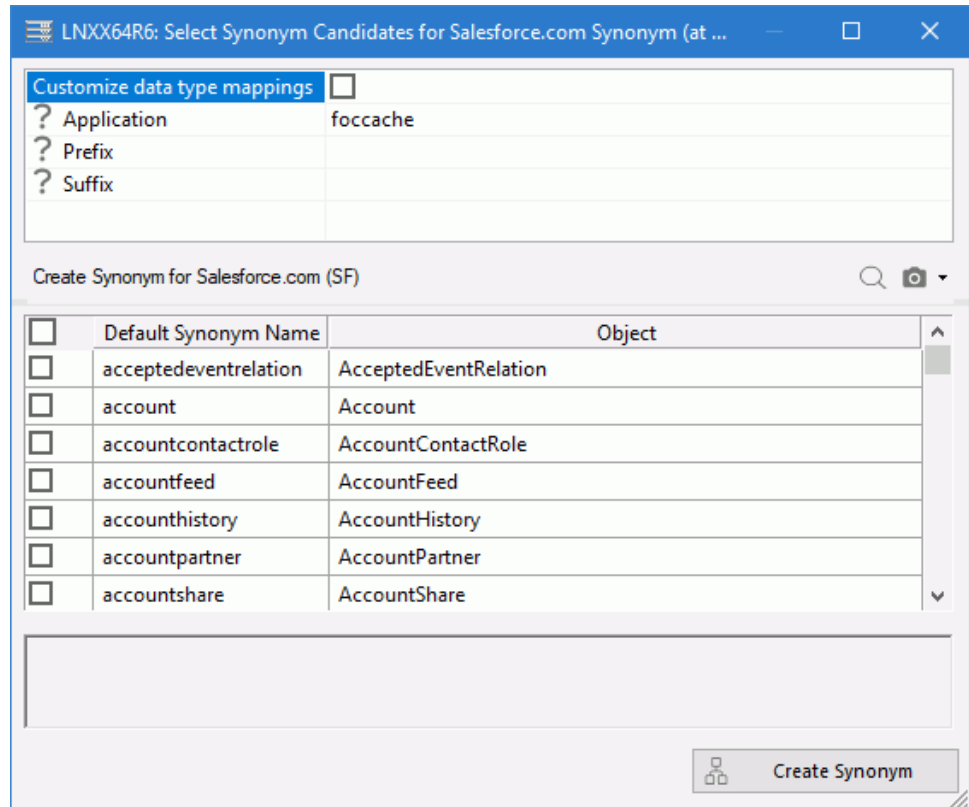 LNXX64R6: Select Synonym Candidates for Salesforce.com Synonym (at ...
Customize data type mappings
? Application foccache
? Prefix
? Suffix
Create Synonym for Salesforce.com (SF)
Default Synonym Name Object
acceptedeventrelation AcceptedEventRelation
account Account
accountcontactrole AccountContactRole
accountfeed AccountFeed
accounthistory AccountHistory
accountpartner AccountPartner
accountshare AccountShare
Create Synonym